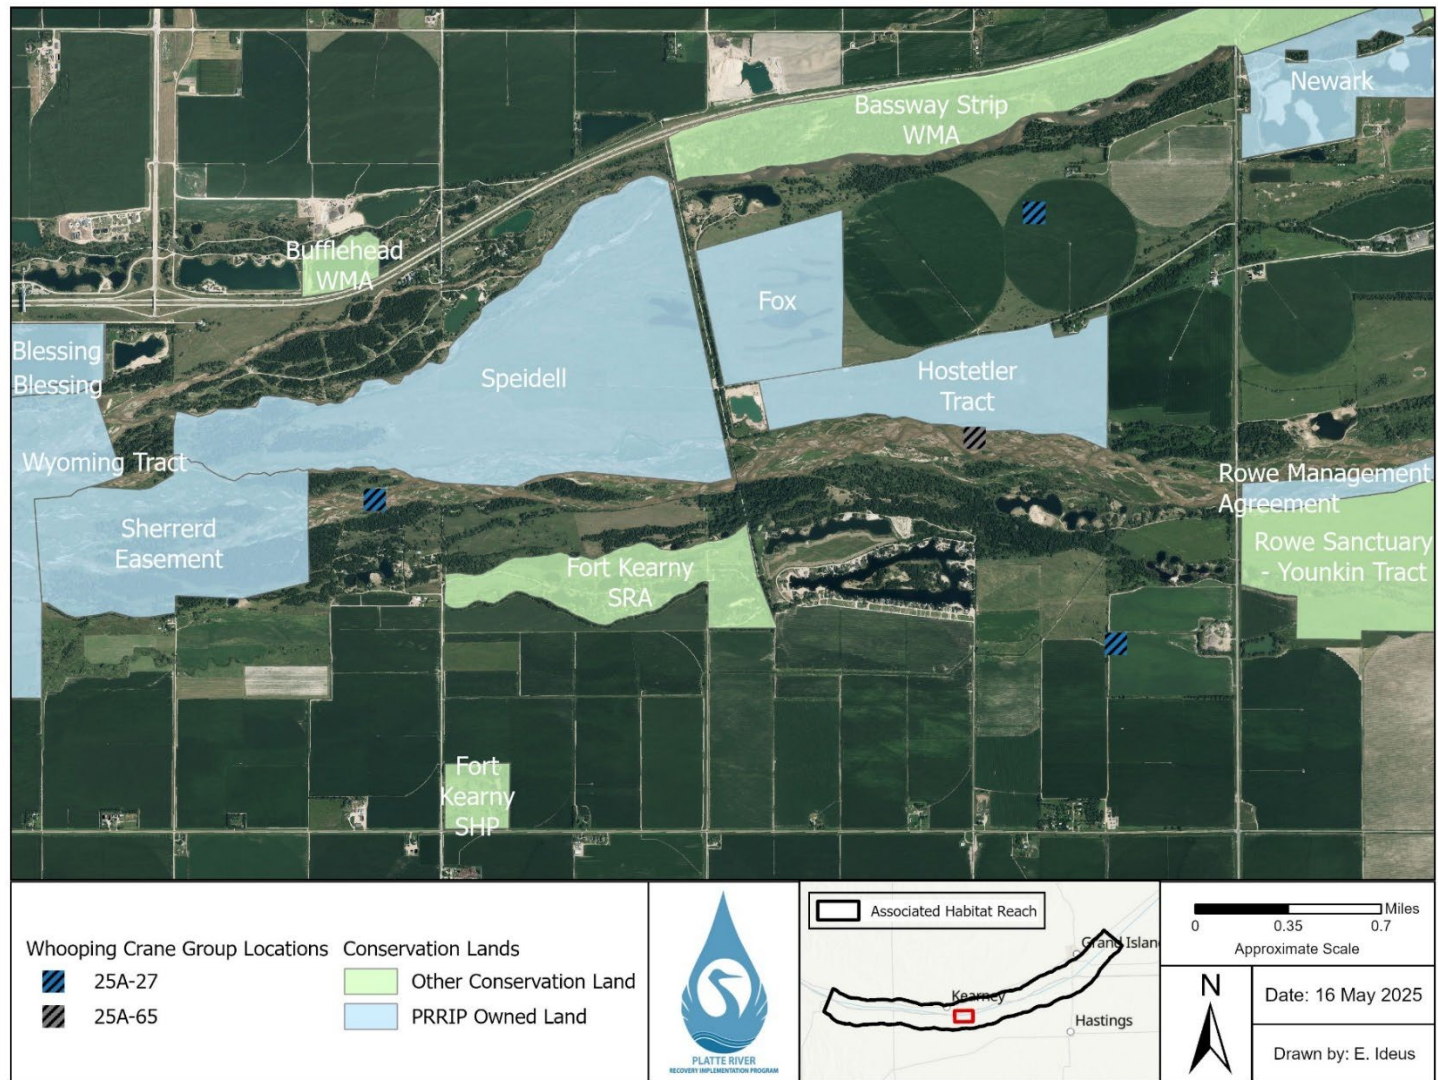 Newark
Bassway Strip
WMA
Bufflehead
WMA
Fox
Blessing
Blessing
Speidell
Hostetler
Tract
Wyoming Tract
Rowe Management
Agreement
Sherrerd
Easement
Rowe Sanctuary
- Younkin Tract
Fort Kearny
SRA
Fort
Kearny
SHP
Whooping Crane Group Locations
25A-27
25A-65
Conservation Lands
Other Conservation Land
PRRIP Owned Land
PLATTE RIVER
RECOVERY IMPLEMENTATION PROGRAM
Associated Habitat Reach
Grand Islan
Kearney
Hastings
Miles
0 0.35 0.7
Approximate Scale
N
Date: 16 May 2025
Drawn by: E. Ideus